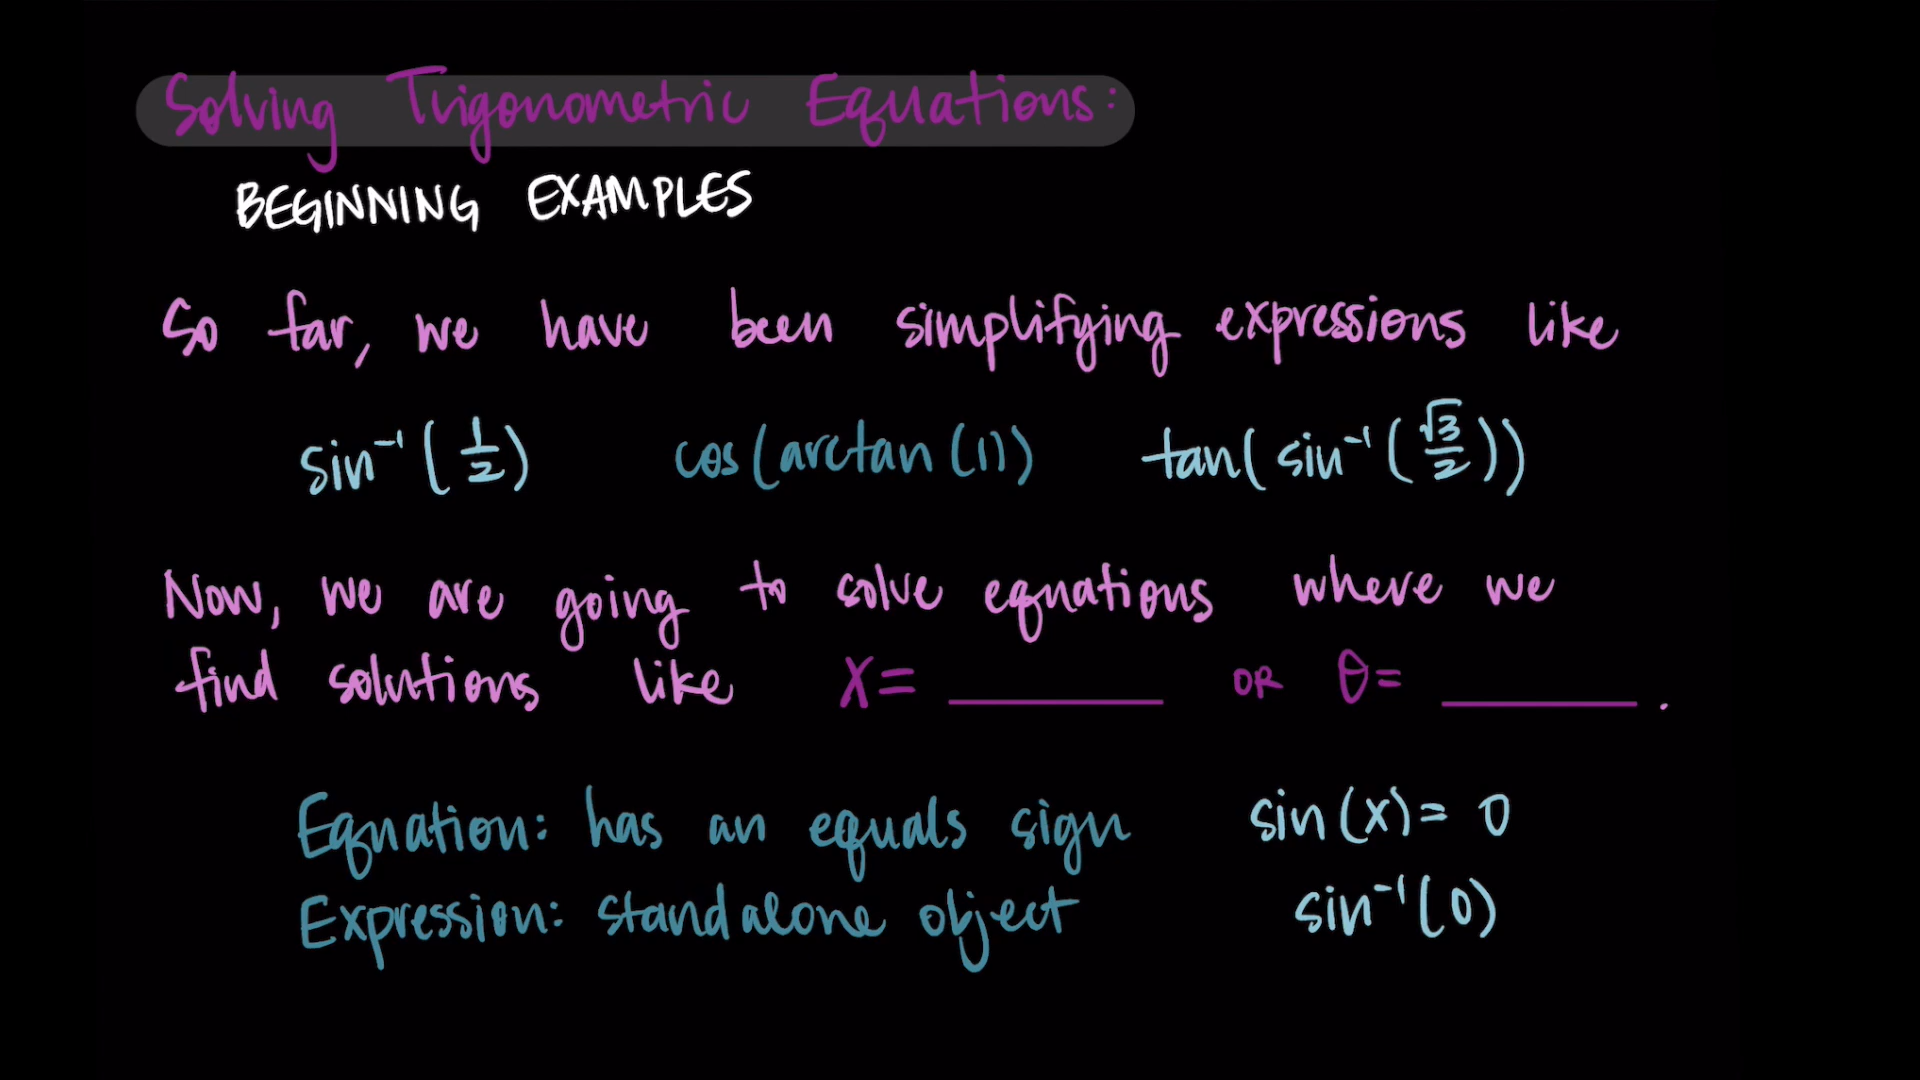 Solving Trigonometric Equations:
BEGINNING EXAMPLES
So far, we have been simplifying expressions like
sin⁻¹(1/2) cos(arctan(1)) tan(sin⁻¹(√3/2))
Now, we are going to solve equations where we
find solutions like X= ________ OR θ= ________.
Equation: has an equals sign sin(x)= 0
Expression: standalone object sin⁻¹(0)